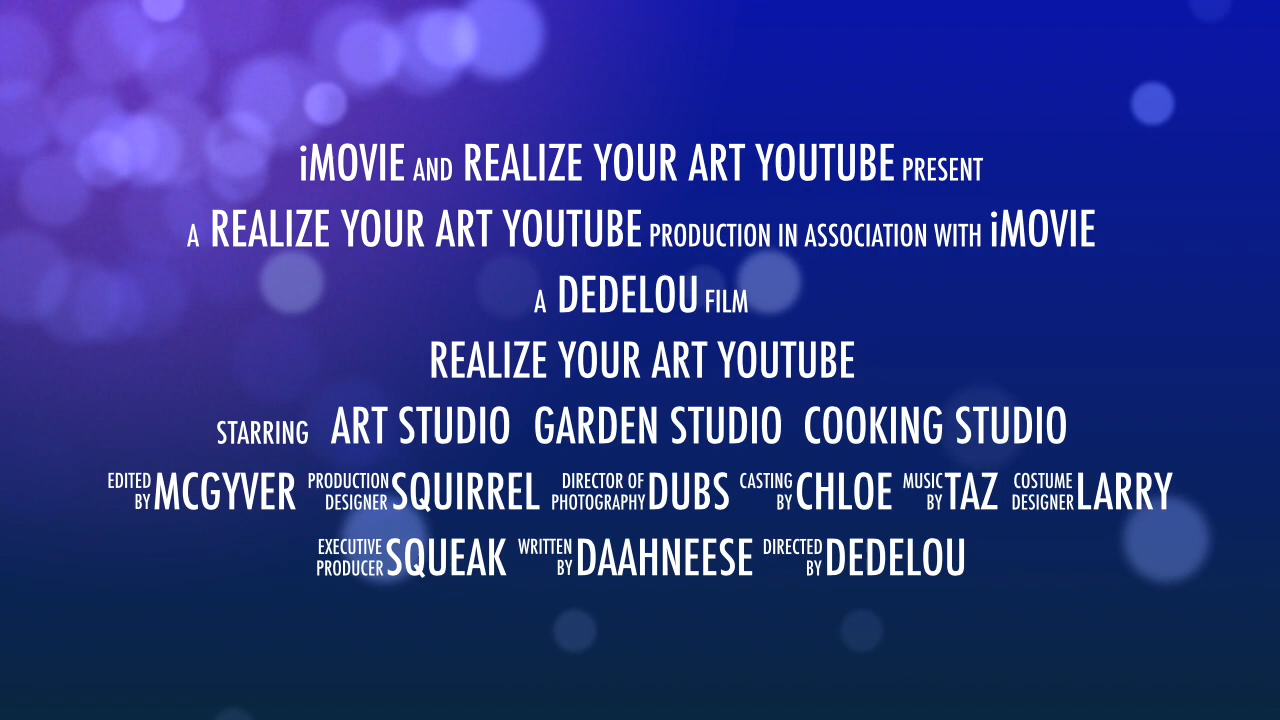 iMOVIE AND REALIZE YOUR ART YOUTUBE PRESENT
A REALIZE YOUR ART YOUTUBE PRODUCTION IN ASSOCIATION WITH iMOVIE
A DEDELOU FILM
REALIZE YOUR ART YOUTUBE
STARRING ART STUDIO GARDEN STUDIO COOKING STUDIO
EDITED BY MCGYVER PRODUCTION DESIGNER SQUIRREL DIRECTOR OF PHOTOGRAPHY DUBS CASTING BY CHLOE MUSIC BY TAZ COSTUME DESIGNER LARRY
EXECUTIVE PRODUCER SQUEAK WRITTEN BY DAAHNEESE DIRECTED BY DEDELOU